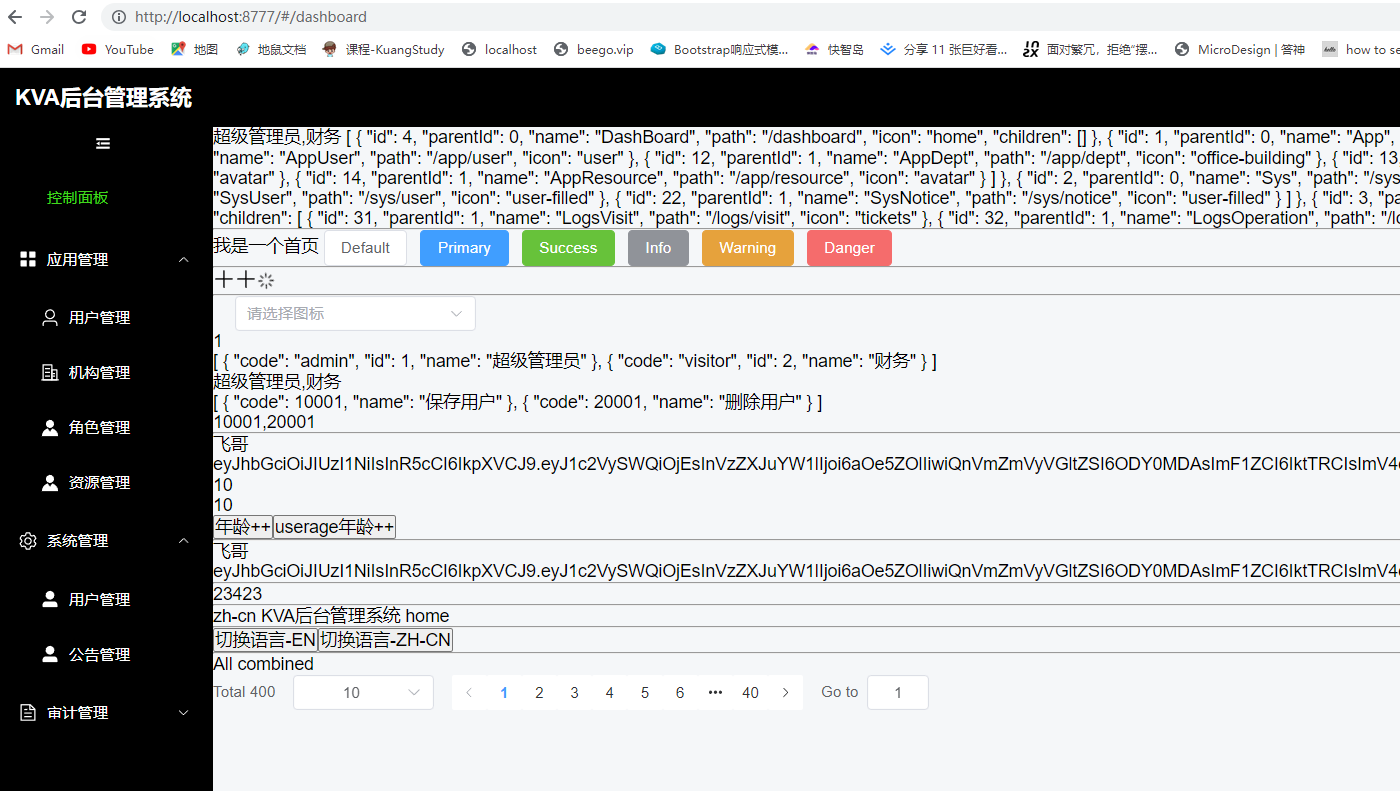 http://localhost:8777/#/dashboard
Gmail YouTube 地图 地鼠文档 课程-KuangStudy localhost beego.vip Bootstrap响应式模... 快智岛 分享 11 张巨好看... 面对繁冗，拒绝“摆... MicroDesign | 答神 how to se
KVA后台管理系统
控制面板
应用管理
用户管理
机构管理
角色管理
资源管理
系统管理
用户管理
公告管理
审计管理
超级管理员,财务 [ { "id": 4, "parentId": 0, "name": "DashBoard", "path": "/dashboard", "icon": "home", "children": [] }, { "id": 1, "parentId": 0, "name": "App" ,
"name": "AppUser", "path": "/app/user", "icon": "user" }, { "id": 12, "parentId": 1, "name": "AppDept", "path": "/app/dept", "icon": "office-building" }, { "id": 13
"avatar" }, { "id": 14, "parentId": 1, "name": "AppResource", "path": "/app/resource", "icon": "avatar" } ] }, { "id": 2, "parentId": 0, "name": "Sys", "path": "/sys
"SysUser", "path": "/sys/user", "icon": "user-filled" }, { "id": 22, "parentId": 1, "name": "SysNotice", "path": "/sys/notice", "icon": "user-filled" } ] }, { "id": 3, "pa
"children": [ { "id": 31, "parentId": 1, "name": "LogsVisit", "path": "/logs/visit", "icon": "tickets" }, { "id": 32, "parentId": 1, "name": "LogsOperation", "path": "/lo
我是一个首页 Default Primary Success Info Warning Danger
请选择图标
1
[ { "code": "admin", "id": 1, "name": "超级管理员" }, { "code": "visitor", "id": 2, "name": "财务" } ]
超级管理员,财务
[ { "code": 10001, "name": "保存用户" }, { "code": 20001, "name": "删除用户" } ]
10001,20001
飞哥
10
10
年龄++ userage年龄++
飞哥
23423
zh-cn KVA后台管理系统 home
切换语言-EN 切换语言-ZH-CN
All combined
Total 400 10 1 2 3 4 5 6 ••• 40 Go to 1